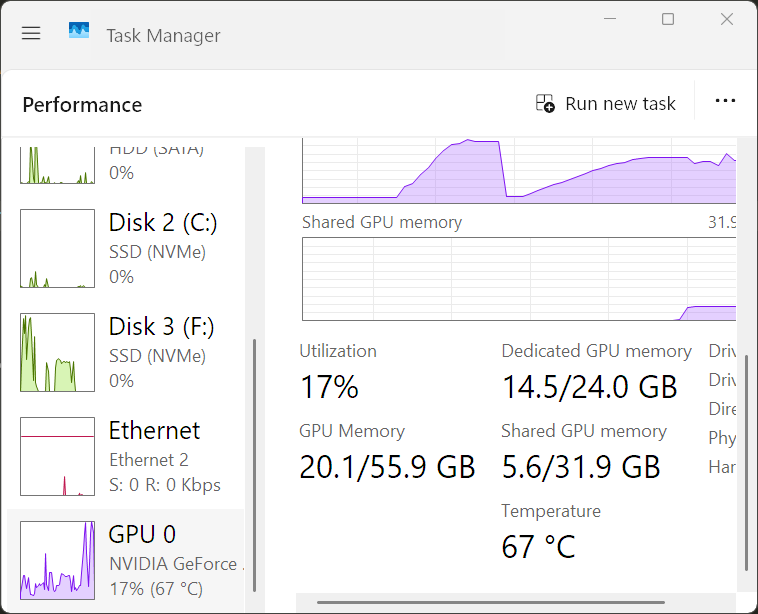 Task Manager
Performance
Run new task
HDD (SATA)
0%
Disk 2 (C:)
SSD (NVMe)
0%
Disk 3 (F:)
SSD (NVMe)
0%
Ethernet
Ethernet 2
S: 0 R: 0 Kbps
GPU 0
NVIDIA GeForce
17% (67 °C)
Shared GPU memory 31.9
Utilization
17%
Dedicated GPU memory
14.5/24.0 GB
GPU Memory
20.1/55.9 GB
Shared GPU memory
5.6/31.9 GB
Temperature
67 °C
Driv
Driv
Dire
Phy
Har